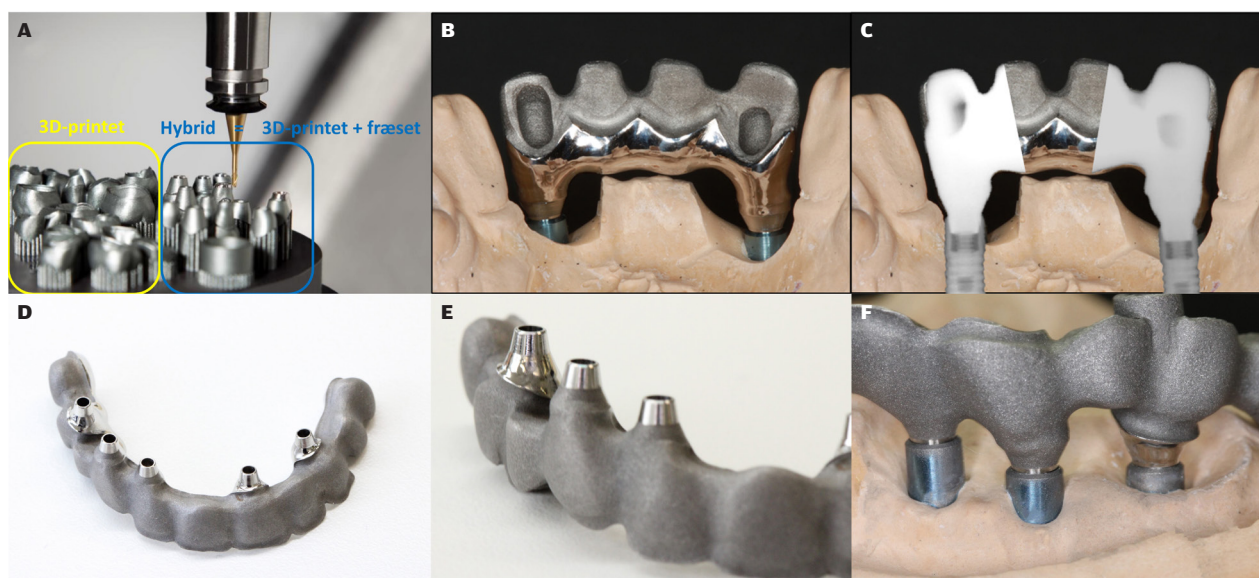 A
3D-printet
Hybrid = 3D-printet + fræset
B
C
D
E
F